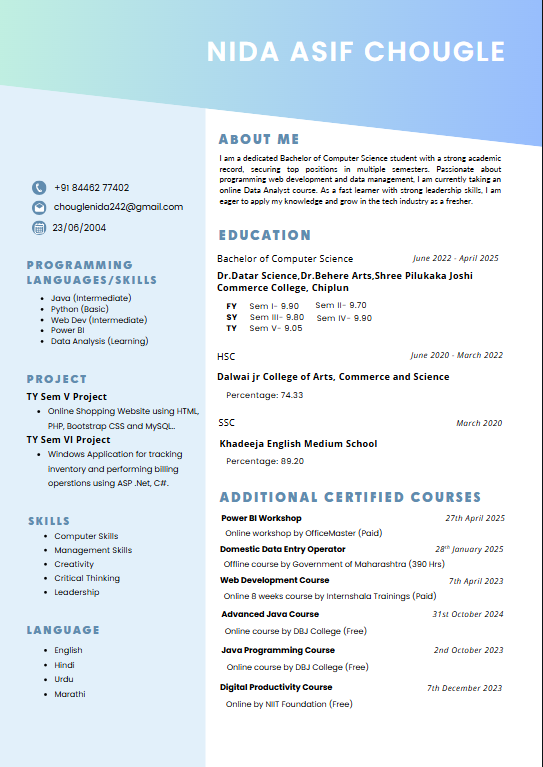 NIDA ASIF CHOUGLE
+91 84462 77402
chouglenida242@gmail.com
23/06/2004
PROGRAMMING
LANGUAGES/SKILLS
Java (Intermediate)
Python (Basic)
Web Dev (Intermediate)
Power BI
Data Analysis (Learning)
PROJECT
TY Sem V Project
Online Shopping Website using HTML,
PHP, Bootstrap CSS and MySQL..
TY Sem VI Project
Windows Application for tracking
inventory and performing billing
operations using ASP .Net, C#.
SKILLS
Computer Skills
Management Skills
Creativity
Critical Thinking
Leadership
LANGUAGE
English
Hindi
Urdu
Marathi
ABOUT ME
I am a dedicated Bachelor of Computer Science student with a strong academic
record, securing top positions in multiple semesters. Passionate about
programming web development and data management, I am currently taking an
online Data Analyst course. As a fast learner with strong leadership skills, I am
eager to apply my knowledge and grow in the tech industry as a fresher.
EDUCATION
Bachelor of Computer Science June 2022 - April 2025
Dr.Datar Science,Dr.Behere Arts,Shree Pilukaka Joshi
Commerce College, Chiplun
FY Sem I- 9.90 Sem II- 9.70
SY Sem III- 9.80 Sem IV- 9.90
TY Sem V- 9.05
HSC June 2020 - March 2022
Dalwai jr College of Arts, Commerce and Science
Percentage: 74.33
SSC March 2020
Khadeeja English Medium School
Percentage: 89.20
ADDITIONAL CERTIFIED COURSES
Power BI Workshop 27th April 2025
Online workshop by OfficeMaster (Paid)
Domestic Data Entry Operator 28th January 2025
Offline course by Government of Maharashtra (390 Hrs)
Web Development Course 7th April 2023
Online 8 weeks course by Internshala Trainings (Paid)
Advanced Java Course 31st October 2024
Online course by DBJ College (Free)
Java Programming Course 2nd October 2023
Online course by DBJ College (Free)
Digital Productivity Course 7th December 2023
Online by NIIT Foundation (Free)